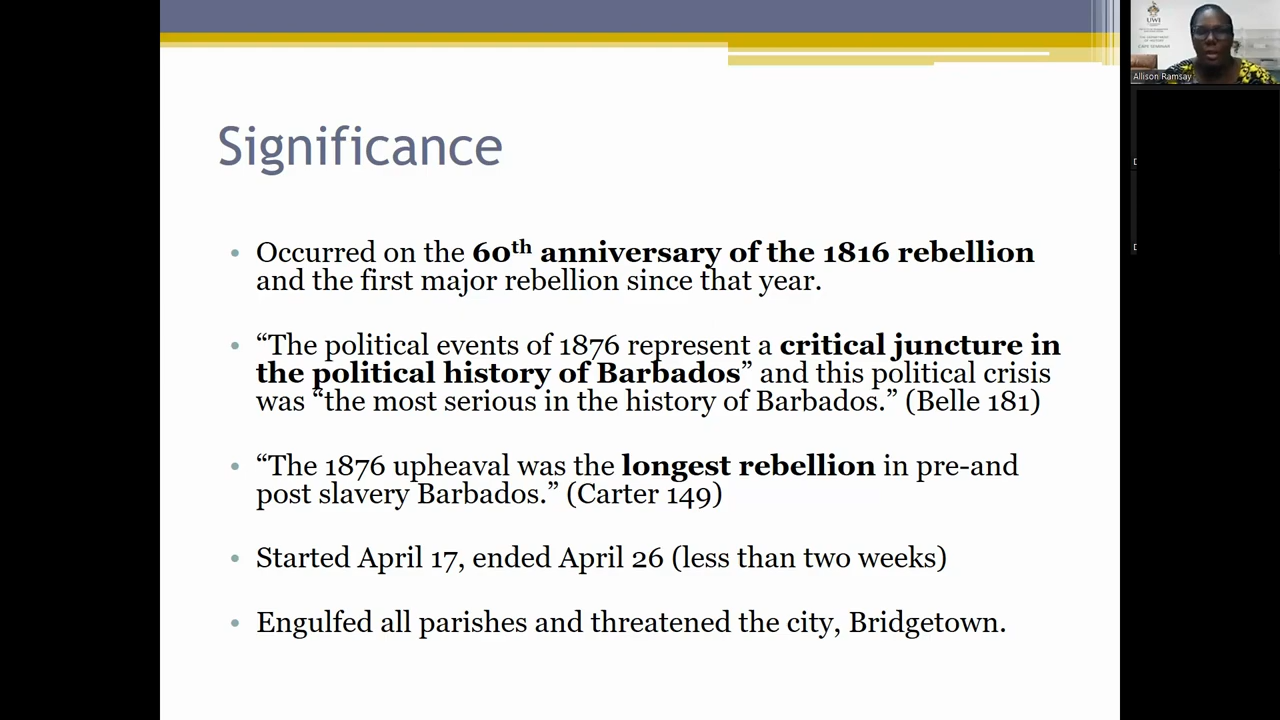 Significance
• Occurred on the 60th anniversary of the 1816 rebellion
and the first major rebellion since that year.
• “The political events of 1876 represent a critical juncture in
the political history of Barbados” and this political crisis
was “the most serious in the history of Barbados.” (Belle 181)
• “The 1876 upheaval was the longest rebellion in pre-and
post slavery Barbados.” (Carter 149)
• Started April 17, ended April 26 (less than two weeks)
• Engulfed all parishes and threatened the city, Bridgetown.
UWI
Allison Ramsay
D
D